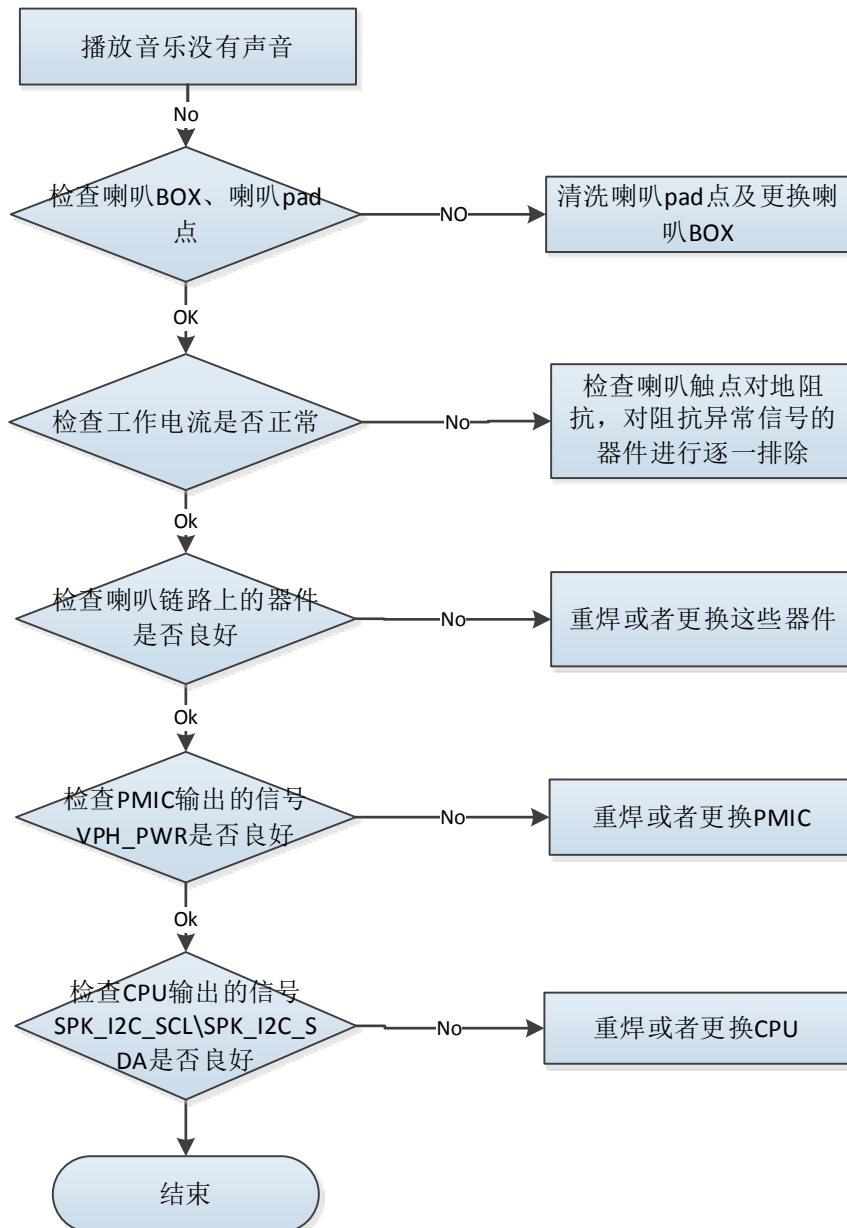 播放音乐没有声音
No
检查喇叭BOX、喇叭pad
点
NO
清洗喇叭pad点及更换喇
叭BOX
OK
检查工作电流是否正常
No
检查喇叭触点对地阻
抗，对阻抗异常信号的
器件进行逐一排除
Ok
检查喇叭链路上的器件
是否良好
No
重焊或者更换这些器件
Ok
检查PMIC输出的信号
VPH_PWR是否良好
No
重焊或者更换PMIC
Ok
检查CPU输出的信号
SPK_I2C_SCL\SPK_I2C_S
DA是否良好
No
重焊或者更换CPU
结束